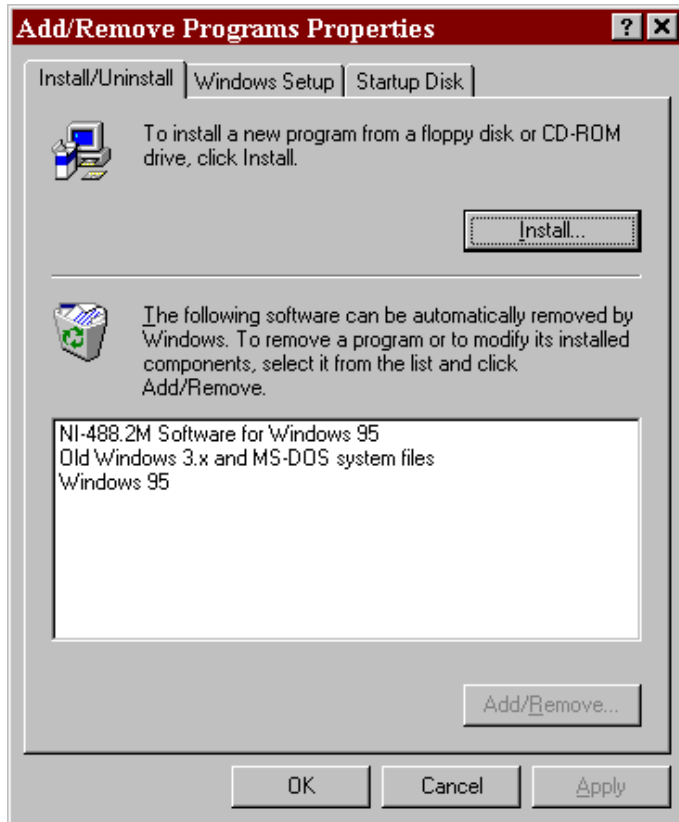 Add/Remove Programs Properties
Install/Uninstall
Windows Setup
Startup Disk
To install a new program from a floppy disk or CD-ROM
drive, click Install.
Install...
The following software can be automatically removed by
Windows. To remove a program or to modify its installed
components, select it from the list and click
Add/Remove.
NI-488.2M Software for Windows 95
Old Windows 3.x and MS-DOS system files
Windows 95
Add/Remove...
OK
Cancel
Apply